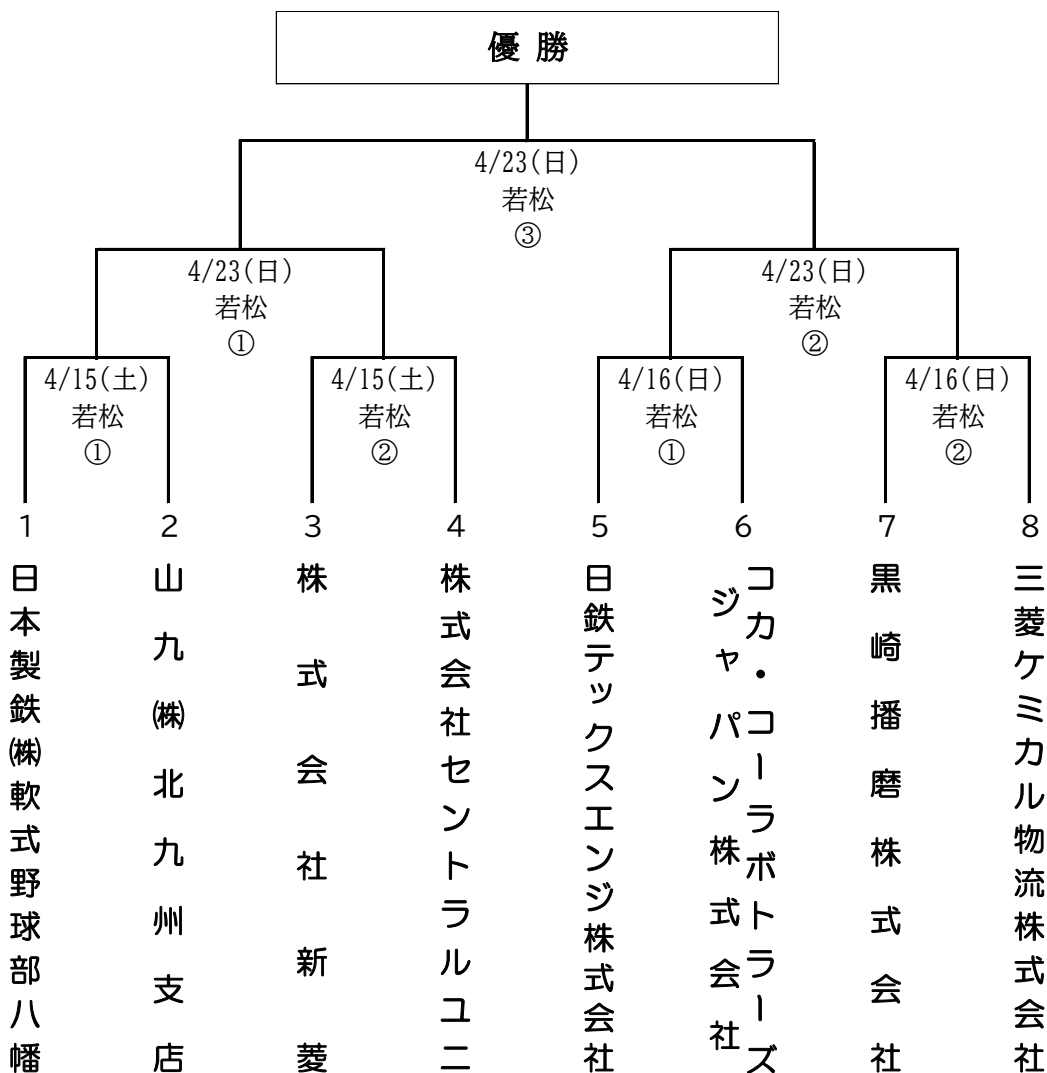 優勝
4/23(日)
若松
③
4/23(日)
若松
①
4/23(日)
若松
②
4/15(土)
若松
①
4/15(土)
若松
②
4/16(日)
若松
①
4/16(日)
若松
②
1
2
3
4
5
6
7
8
日本製鉄㈱軟式野球部八幡
山九㈱北九州支店
株式会社新菱
株式会社セントラルユニ
日鉄テックスエンジ株式会社
コカ・コーラボトラーズ
ジャパン株式会社
黒崎播磨株式会社
三菱ケミカル物流株式会社